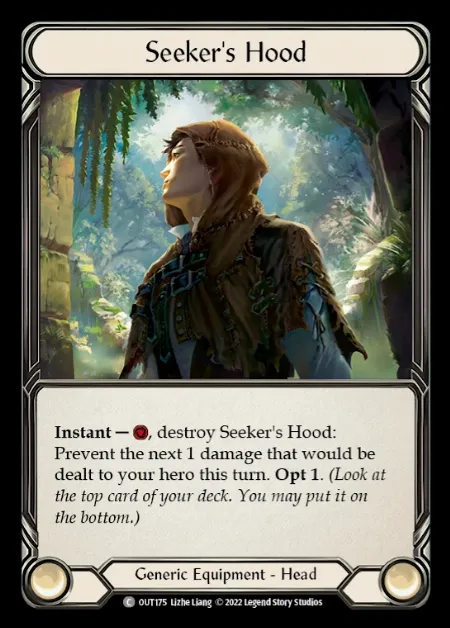 Seeker's Hood
Instant — , destroy Seeker's Hood:
Prevent the next 1 damage that would be
dealt to your hero this turn. Opt 1. (Look at
the top card of your deck. You may put it on
the bottom.)
Generic Equipment - Head
C OUT175 Lizhe Liang © 2022 Legend Story Studios